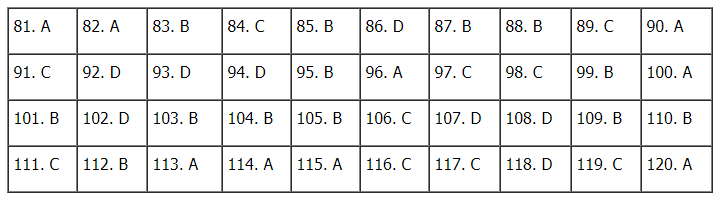 81. A 82. A 83. B 84. C 85. B 86. D 87. B 88. B 89. C 90. A
91. C 92. D 93. D 94. D 95. B 96. A 97. C 98. C 99. B 100. A
101. B 102. D 103. B 104. B 105. B 106. C 107. D 108. D 109. B 110. B
111. C 112. B 113. A 114. A 115. A 116. C 117. C 118. D 119. C 120. A